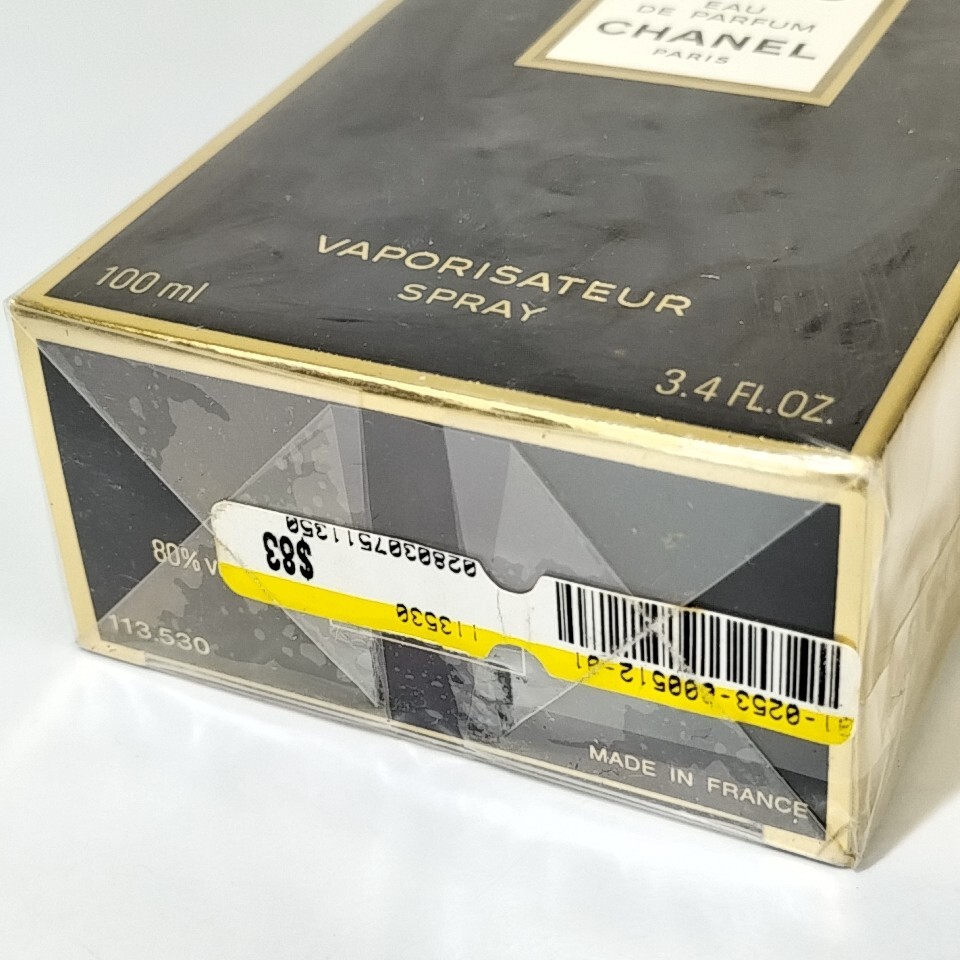 EAU
DE PARFUM
CHANEL
PARIS
VAPORISATEUR
SPRAY
100 ml
3.4 FL.OZ.
80% V
113.530
MADE IN FRANCE
$83
0280307511350
113530